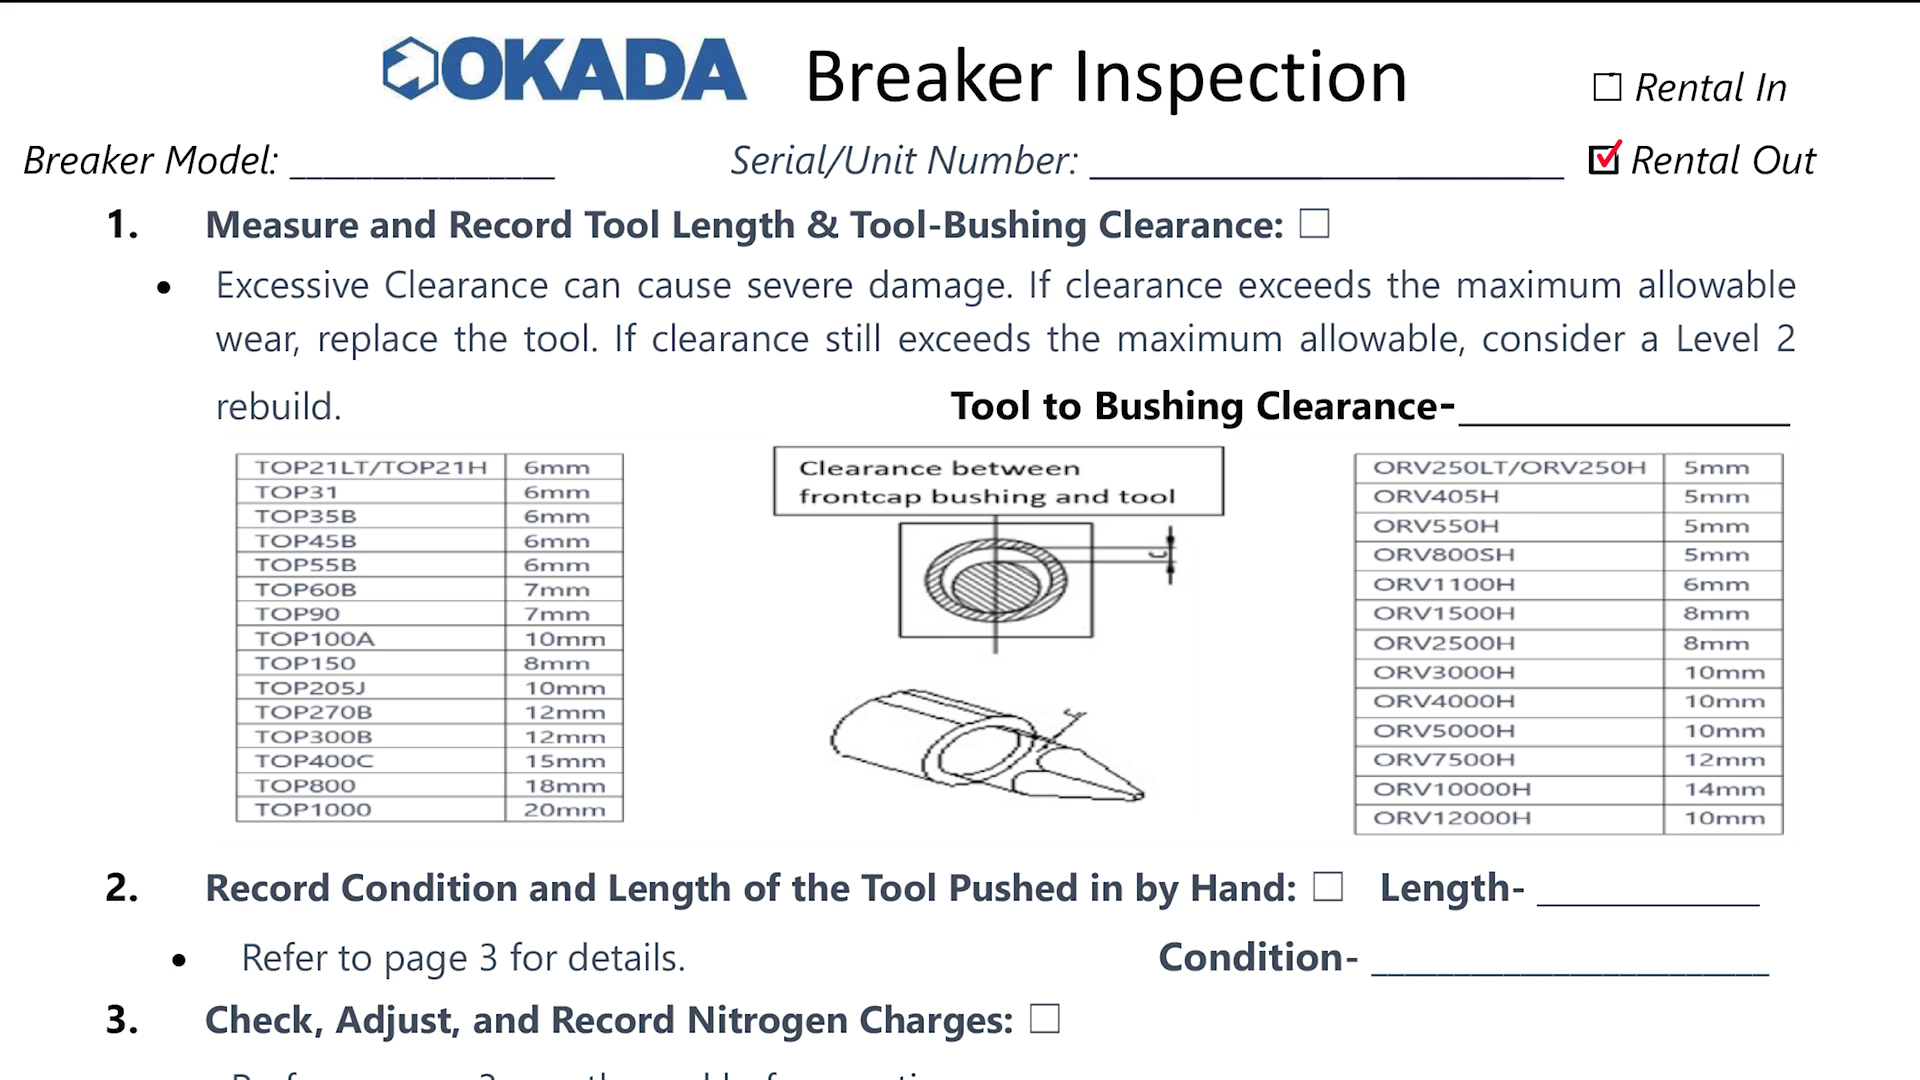 OKADA Breaker Inspection ☐ Rental In
Breaker Model: ______________ Serial/Unit Number: ______________ ☑ Rental Out
1. Measure and Record Tool Length & Tool-Bushing Clearance: ☐
• Excessive Clearance can cause severe damage. If clearance exceeds the maximum allowable
wear, replace the tool. If clearance still exceeds the maximum allowable, consider a Level 2
rebuild. Tool to Bushing Clearance-______________
TOP21LT/TOP21H 6mm
TOP31 6mm
TOP35B 6mm
TOP45B 6mm
TOP55B 6mm
TOP60B 7mm
TOP90 7mm
TOP100A 10mm
TOP150 8mm
TOP205J 10mm
TOP270B 12mm
TOP300B 12mm
TOP400C 15mm
TOP800 18mm
TOP1000 20mm
Clearance between
frontcap bushing and tool
C
ORV250LT/ORV250H 5mm
ORV405H 5mm
ORV550H 5mm
ORV800SH 5mm
ORV1100H 6mm
ORV1500H 8mm
ORV2500H 8mm
ORV3000H 10mm
ORV4000H 10mm
ORV5000H 10mm
ORV7500H 12mm
ORV10000H 14mm
ORV12000H 10mm
2. Record Condition and Length of the Tool Pushed in by Hand: ☐ Length- ______________
• Refer to page 3 for details. Condition- ______________
3. Check, Adjust, and Record Nitrogen Charges: ☐